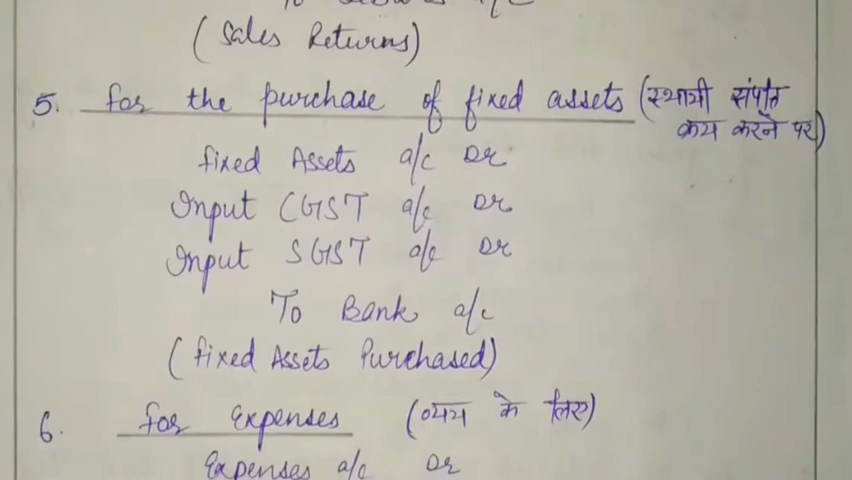 (Sales Returns)
5. for the purchase of fixed assets (स्थायी संपत्ति
क्रय करने पर)
fixed Assets a/c Dr
Input CGST a/c Dr
Input SGST a/c Dr
To Bank a/c
(fixed Assets Purchased)
6. for Expenses (व्यय के लिए)
Expenses a/c Dr